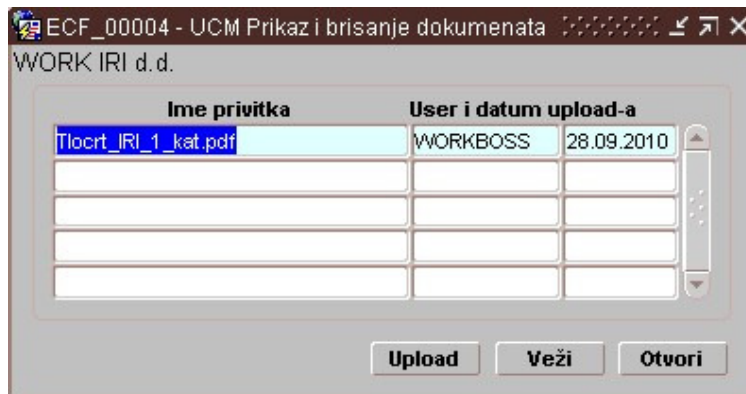 ECF_00004 - UCM Prikaz i brisanje dokumenata
WORK IRI d.d.
Ime privitka User i datum upload-a
Tlocrt_IRI_1_kat.pdf WORKBOSS 28.09.2010
Upload Veži Otvori